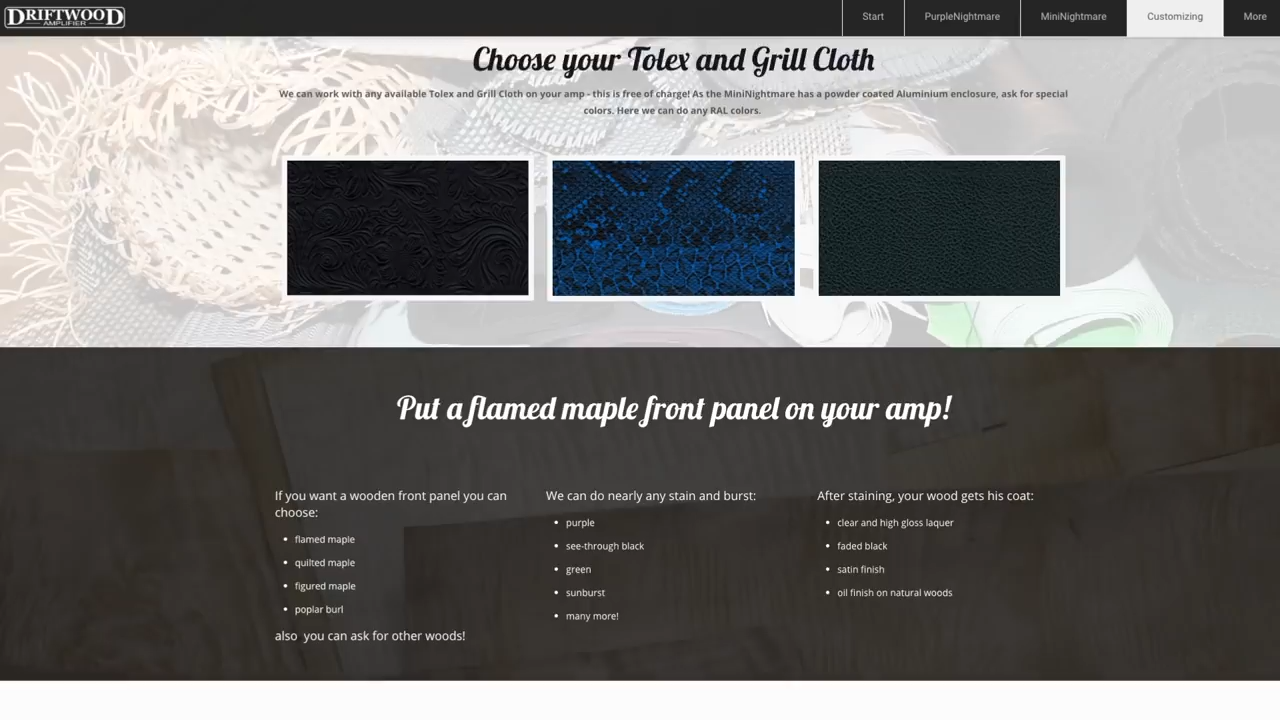 DRIFTWOOD
AMPLIFIER
Start
PurpleNightmare
MiniNightmare
Customizing
More
Choose your Tolex and Grill Cloth
We can work with any available Tolex and Grill Cloth on your amp - this is free of charge! As the MiniNightmare has a powder coated Aluminium enclosure, ask for special
colors. Here we can do any RAL colors.
Put a flamed maple front panel on your amp!
If you want a wooden front panel you can
choose:
• flamed maple
• quilted maple
• figured maple
• poplar burl
also you can ask for other woods!
We can do nearly any stain and burst:
• purple
• see-through black
• green
• sunburst
• many more!
After staining, your wood gets his coat:
• clear and high gloss laquer
• faded black
• satin finish
• oil finish on natural woods